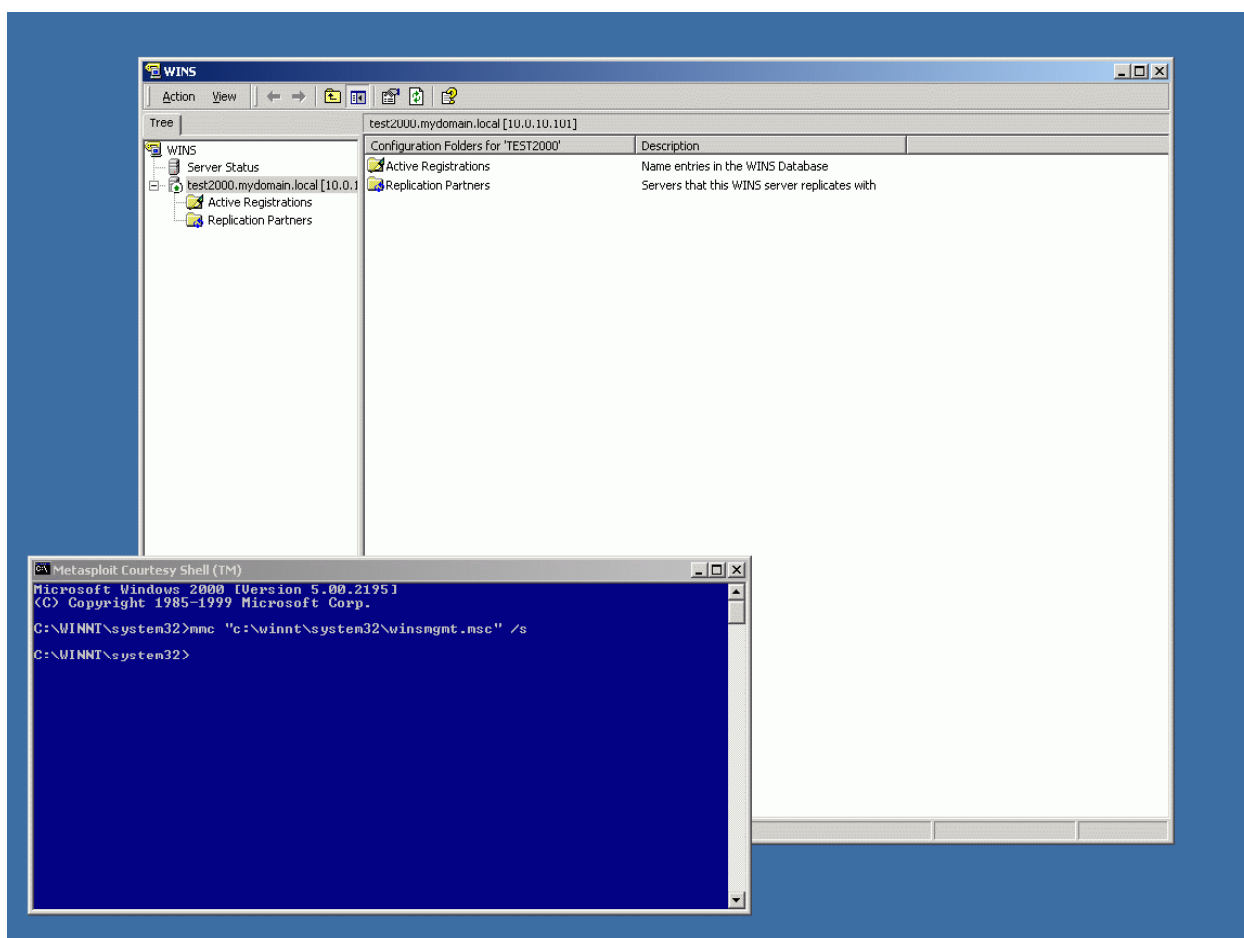 WINS
Action View
Tree
test2000.mydomain.local [10.0.10.101]
WINS
Server Status
test2000.mydomain.local [10.0.1
Active Registrations
Replication Partners
Configuration Folders for 'TEST2000' Description
Active Registrations Name entries in the WINS Database
Replication Partners Servers that this WINS server replicates with
Metasploit Courtesy Shell (TM)
Microsoft Windows 2000 [Version 5.00.2195]
(C) Copyright 1985-1999 Microsoft Corp.
C:\WINNT\system32>mmc "c:\winnt\system32\winsmgmt.msc" /s
C:\WINNT\system32>